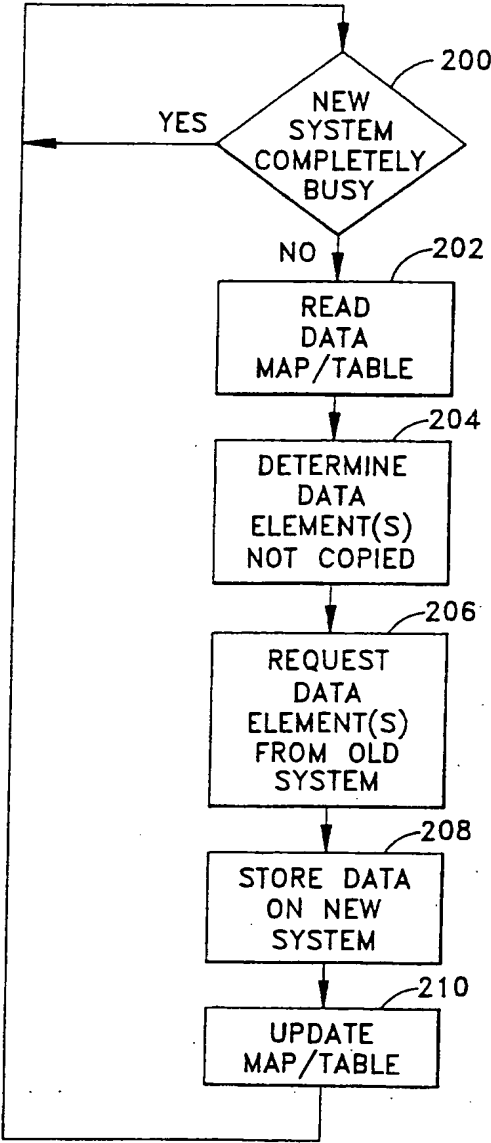 200
NEW
SYSTEM
COMPLETELY
BUSY
YES
NO
202
READ
DATA
MAP/TABLE
204
DETERMINE
DATA
ELEMENT(S)
NOT COPIED
206
REQUEST
DATA
ELEMENT(S)
FROM OLD
SYSTEM
208
STORE DATA
ON NEW
SYSTEM
210
UPDATE
MAP/TABLE